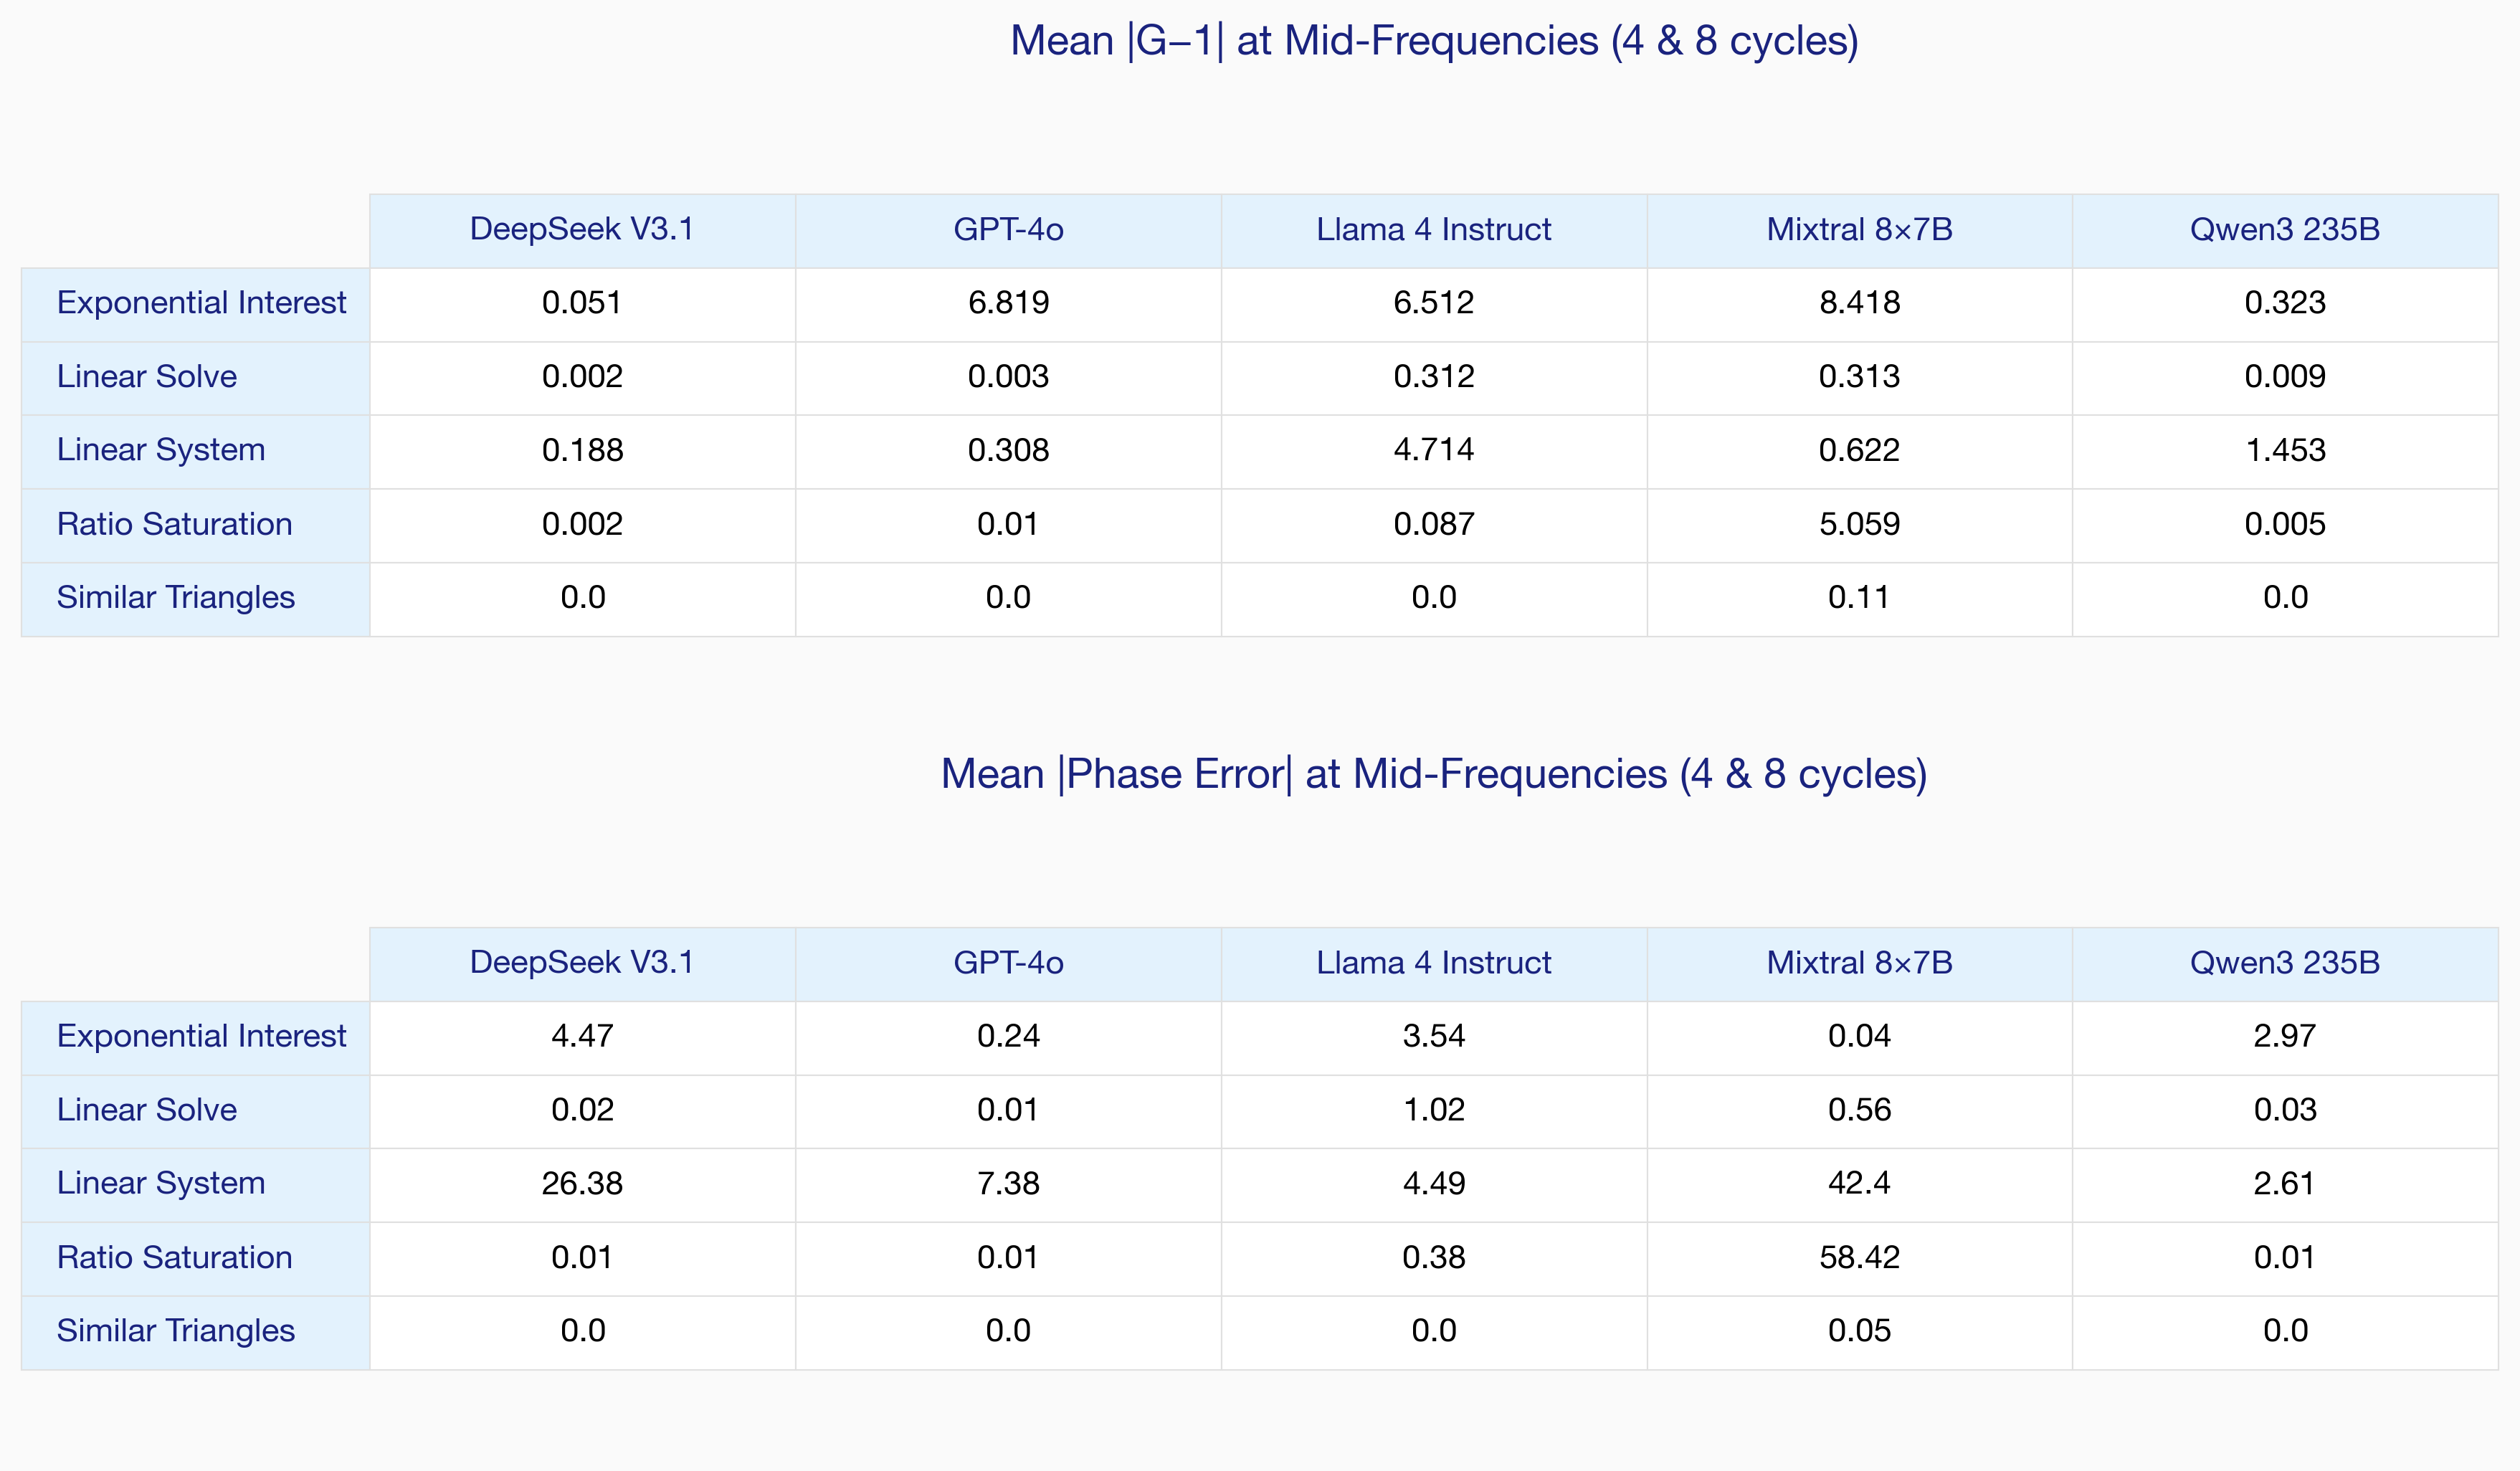 Mean |G–1| at Mid-Frequencies (4 & 8 cycles)
DeepSeek V3.1 GPT-4o Llama 4 Instruct Mixtral 8×7B Qwen3 235B
Exponential Interest 0.051 6.819 6.512 8.418 0.323
Linear Solve 0.002 0.003 0.312 0.313 0.009
Linear System 0.188 0.308 4.714 0.622 1.453
Ratio Saturation 0.002 0.01 0.087 5.059 0.005
Similar Triangles 0.0 0.0 0.0 0.11 0.0
Mean |Phase Error| at Mid-Frequencies (4 & 8 cycles)
DeepSeek V3.1 GPT-4o Llama 4 Instruct Mixtral 8×7B Qwen3 235B
Exponential Interest 4.47 0.24 3.54 0.04 2.97
Linear Solve 0.02 0.01 1.02 0.56 0.03
Linear System 26.38 7.38 4.49 42.4 2.61
Ratio Saturation 0.01 0.01 0.38 58.42 0.01
Similar Triangles 0.0 0.0 0.0 0.05 0.0